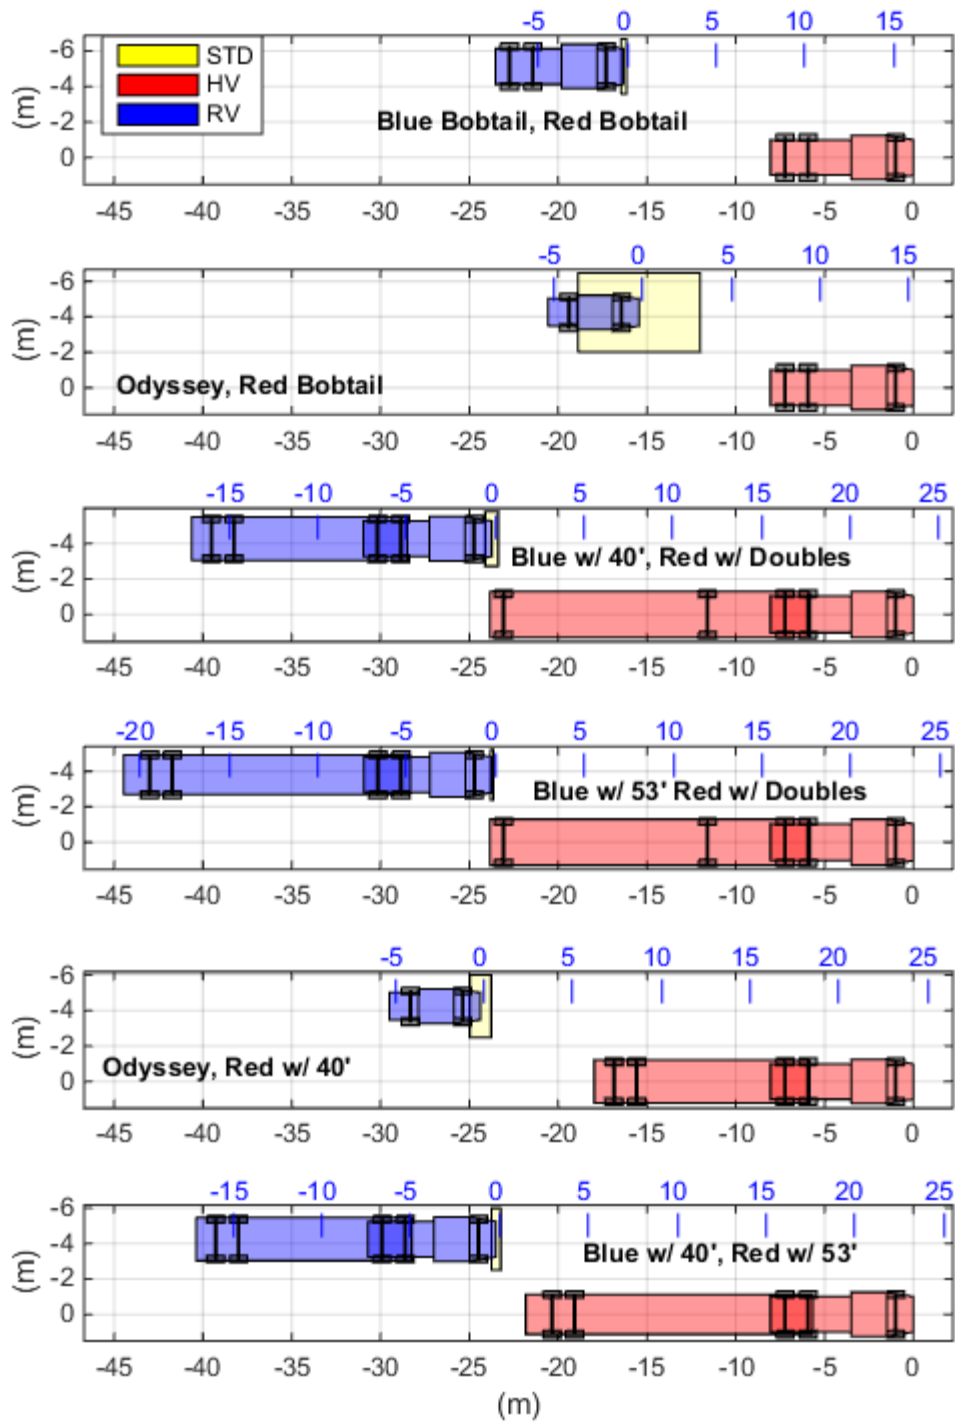 -5 0 5 10 15
-6
-4
-2
0
(m)
STD
HV
RV
Blue Bobtail, Red Bobtail
-45 -40 -35 -30 -25 -20 -15 -10 -5 0
-5 0 5 10 15
-6
-4
-2
0
(m)
Odyssey, Red Bobtail
-45 -40 -35 -30 -25 -20 -15 -10 -5 0
-15 -10 -5 0 5 10 15 20 25
-4
-2
0
(m)
Blue w/ 40', Red w/ Doubles
-45 -40 -35 -30 -25 -20 -15 -10 -5 0
-20 -15 -10 -5 0 5 10 15 20 25
-4
-2
0
(m)
Blue w/ 53' Red w/ Doubles
-45 -40 -35 -30 -25 -20 -15 -10 -5 0
-5 0 5 10 15 20 25
-6
-4
-2
0
(m)
Odyssey, Red w/ 40'
-45 -40 -35 -30 -25 -20 -15 -10 -5 0
-15 -10 -5 0 5 10 15 20 25
-6
-4
-2
0
(m)
Blue w/ 40', Red w/ 53'
-45 -40 -35 -30 -25 -20 -15 -10 -5 0
(m)